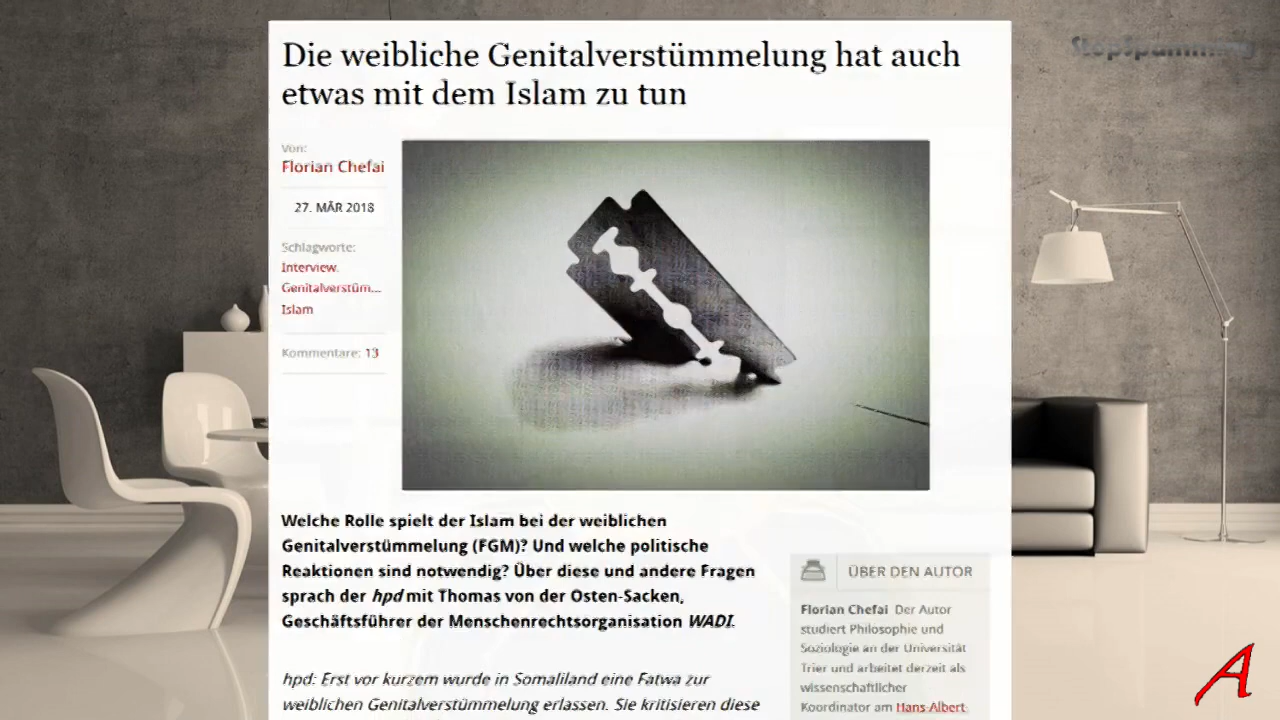 StopSpamming
Die weibliche Genitalverstümmelung hat auch
etwas mit dem Islam zu tun
Von:
Florian Chefai
27. MÄR 2018
Schlagworte:
Interview,
Genitalverstüm...
Islam
Kommentare: 13
Welche Rolle spielt der Islam bei der weiblichen
Genitalverstümmelung (FGM)? Und welche politische
Reaktionen sind notwendig? Über diese und andere Fragen
sprach der hpd mit Thomas von der Osten-Sacken,
Geschäftsführer der Menschenrechtsorganisation WADI.
hpd: Erst vor kurzem wurde in Somaliland eine Fatwa zur
weiblichen Genitalverstümmelung erlassen. Sie kritisieren diese
ÜBER DEN AUTOR
Florian Chefai Der Autor
studiert Philosophie und
Soziologie an der Universität
Trier und arbeitet derzeit als
wissenschaftlicher
Koordinator am Hans-Albert-
A